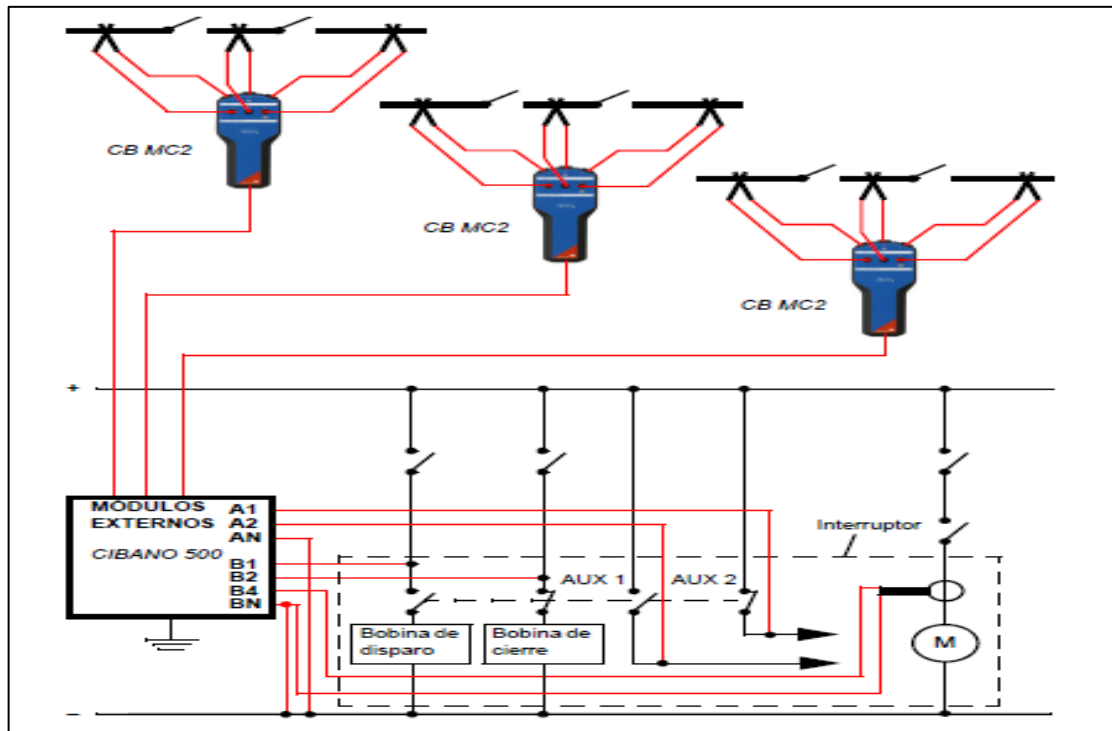 CB MC2
CB MC2
CB MC2
+
MÓDULOS
EXTERNOS
CIBANO 500
A1
A2
AN
B1
B2
B4
BN
Interruptor
AUX 1
AUX 2
Bobina de
disparo
Bobina de
cierre
M
–